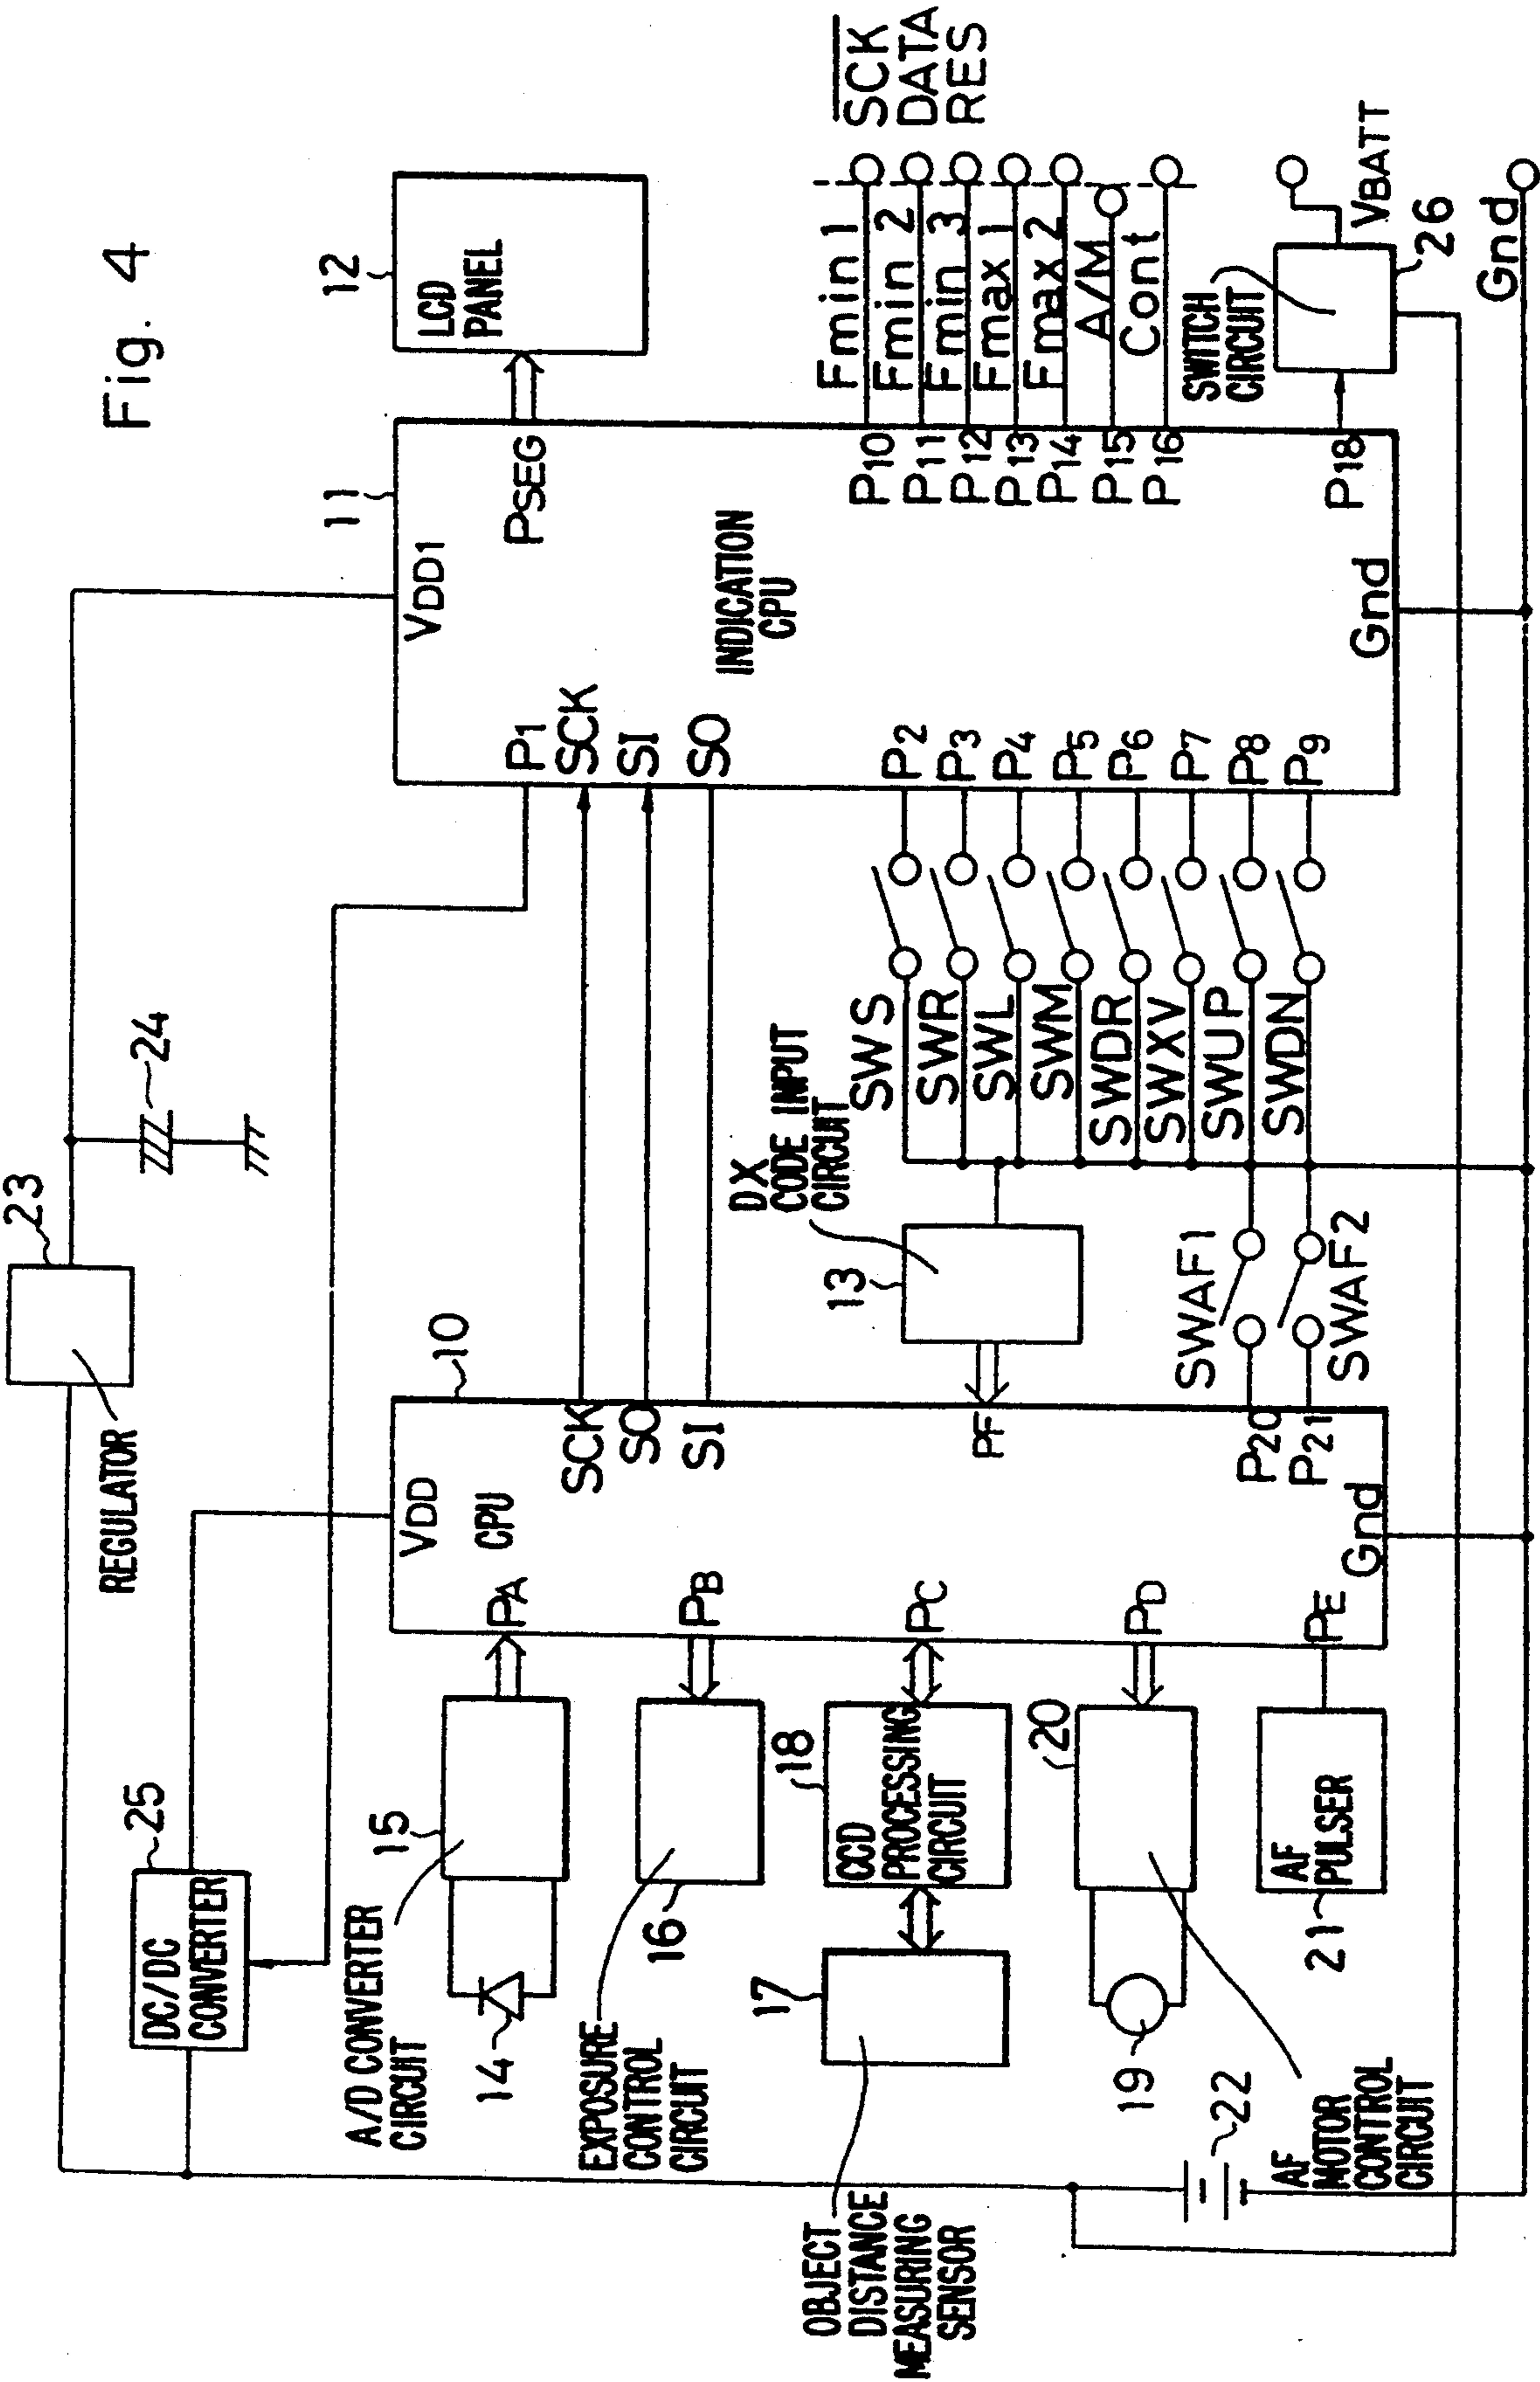 Fig. 4
23
REGULATOR
24
25
DC/DC
CONVERTER
10
11
12
LCD
PANEL
VDD
CPU
VDD1
INDICATION
CPU
PSEG
P1
SCK
SI
SO
SCK
SO
SI
PA
PB
PC
PD
PE
PF
P20
P21
Gnd
15
A/D CONVERTER
CIRCUIT
14
EXPOSURE
CONTROL
CIRCUIT
16
17
OBJECT
DISTANCE
MEASURING
SENSOR
18
CCD
PROCESSING
CIRCUIT
19
20
AF
MOTOR
CONTROL
CIRCUIT
21
AF
PULSER
22
13
DX
CODE INPUT
CIRCUIT
SWS
SWR
SWL
SWM
SWDR
SWXV
SWUP
SWDN
SWAF1
SWAF2
P2
P3
P4
P5
P6
P7
P8
P9
Gnd
P10
P11
P12
P13
P14
P15
P16
P18
Fmin 1
Fmin 2
Fmin 3
Fmax 1
Fmax 2
A/M
Cont
SCK
DATA
RES
SWITCH
CIRCUIT
26
VBATT
Gnd